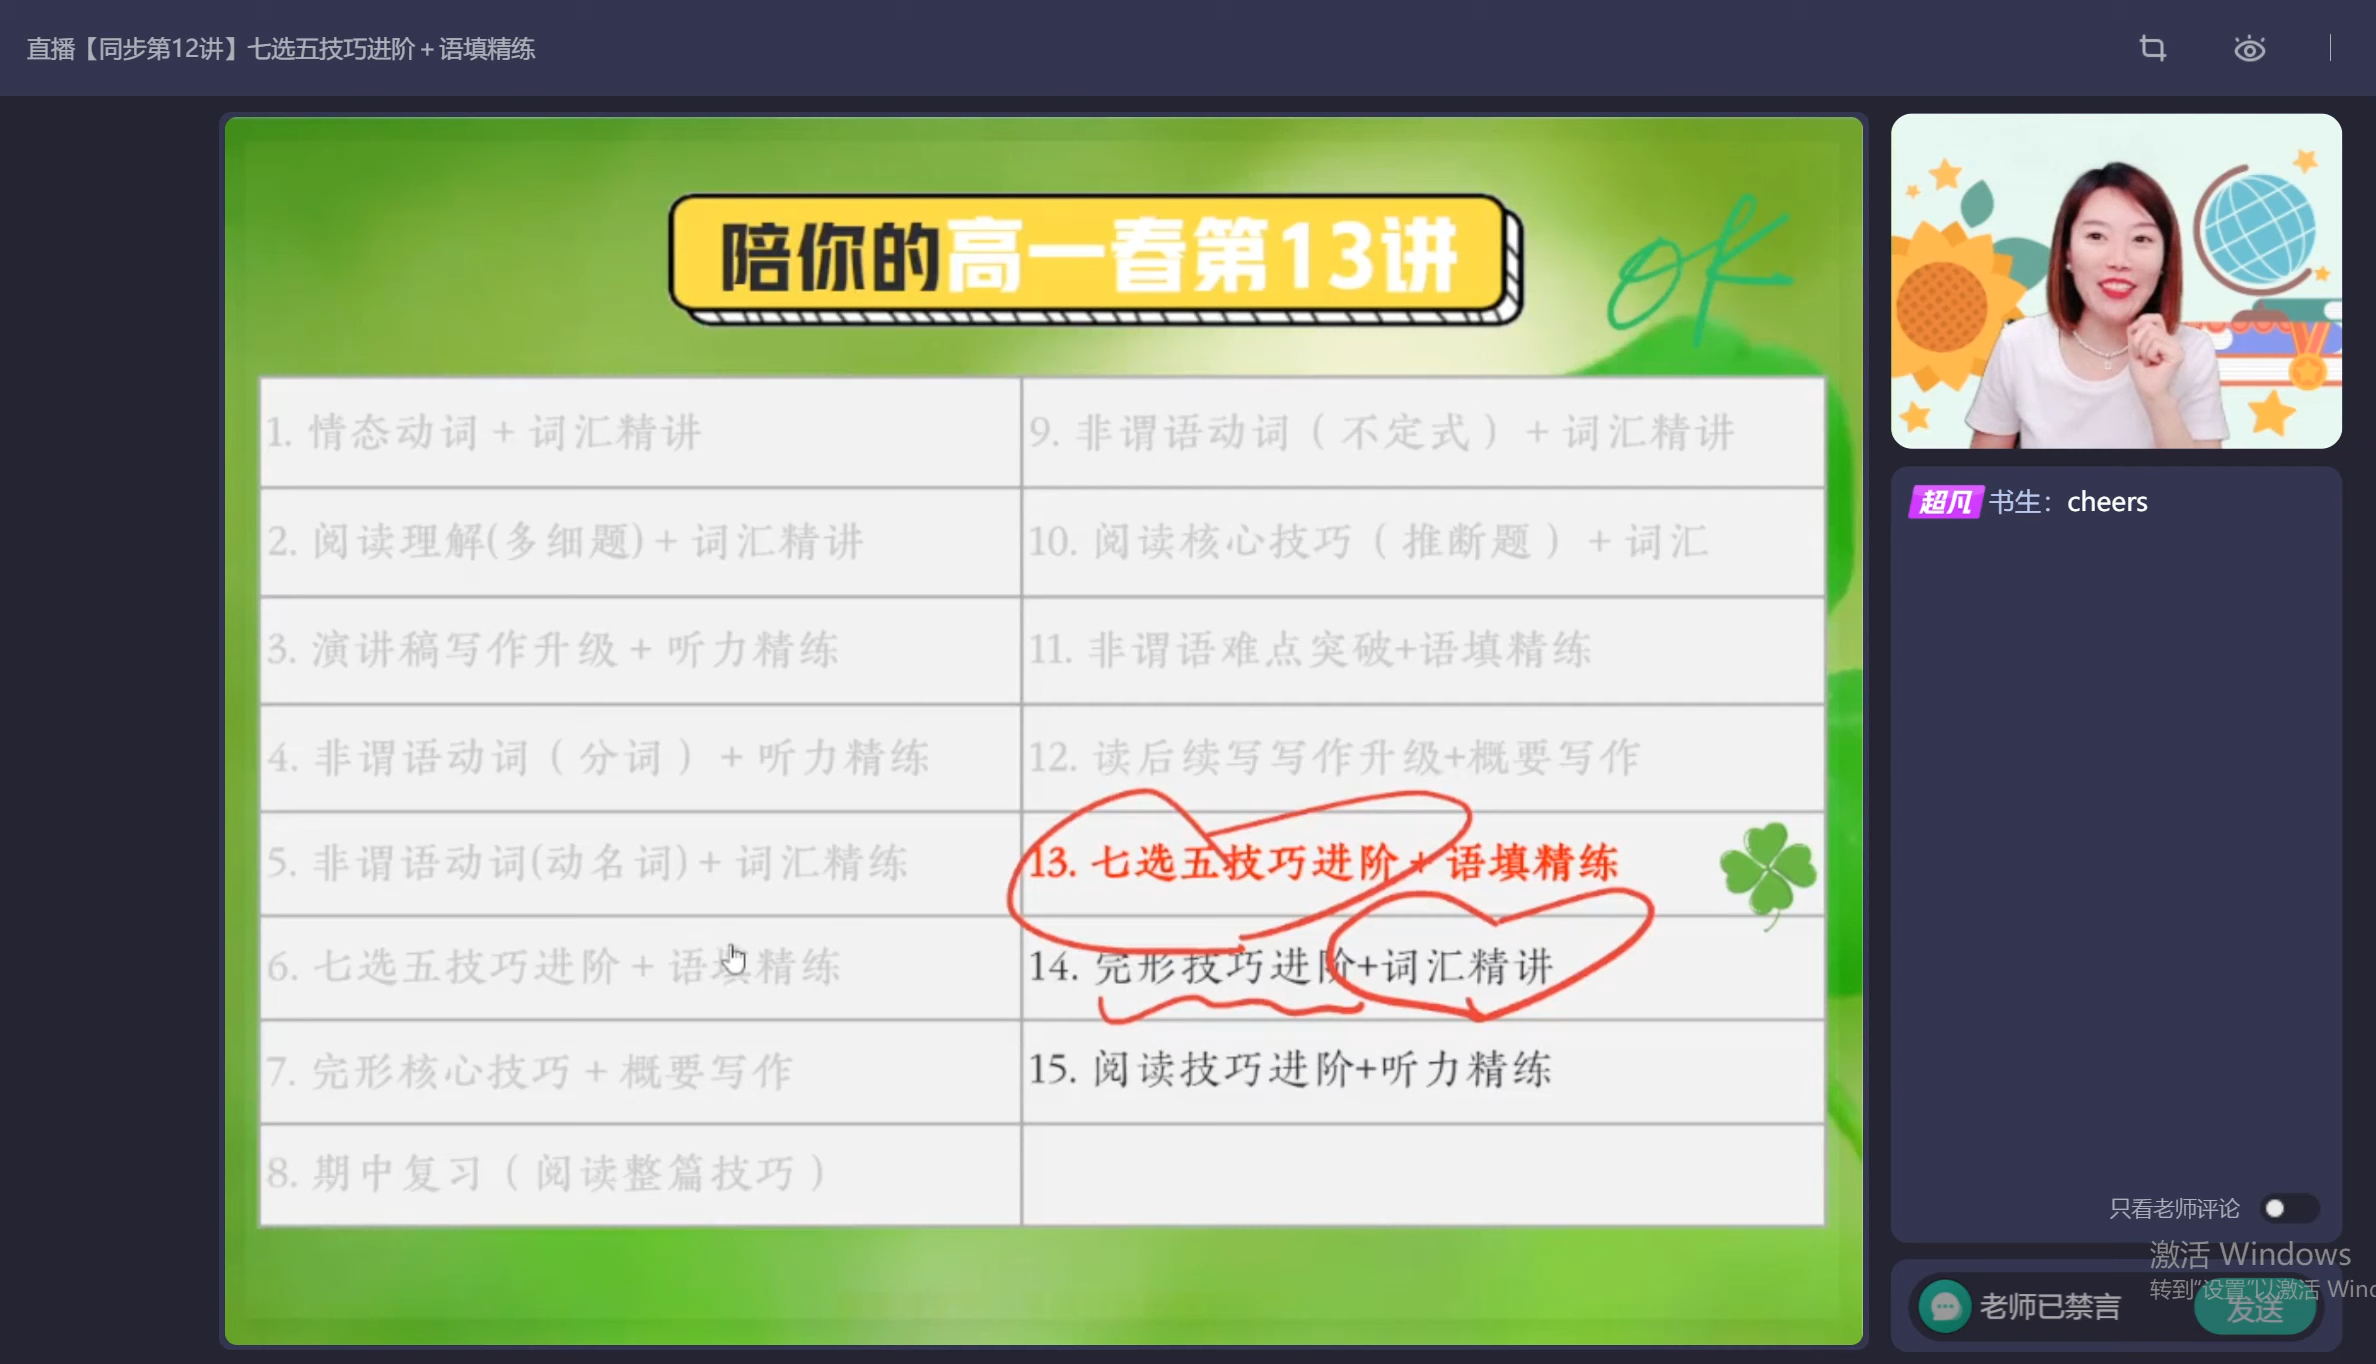 直播【同步第12讲】七选五技巧进阶+语填精练
陪你的高一春第13讲
OK
1. 情态动词+词汇精讲
2. 阅读理解(多细题)+词汇精讲
3. 演讲稿写作升级+听力精练
4. 非谓语动词（分词）+听力精练
5. 非谓语动词(动名词)+词汇精练
6. 七选五技巧进阶+语填精练
7. 完形核心技巧+概要写作
8. 期中复习（阅读整篇技巧）
9. 非谓语动词（不定式）+词汇精讲
10. 阅读核心技巧（推断题）+词汇
11. 非谓语难点突破+语填精练
12. 读后续写写作升级+概要写作
13. 七选五技巧进阶+语填精练
14. 完形技巧进阶+词汇精讲
15. 阅读技巧进阶+听力精练
超凡 书生：cheers
只看老师评论
激活 Windows
转到"设置"以激活 Winc
老师已禁言
发送